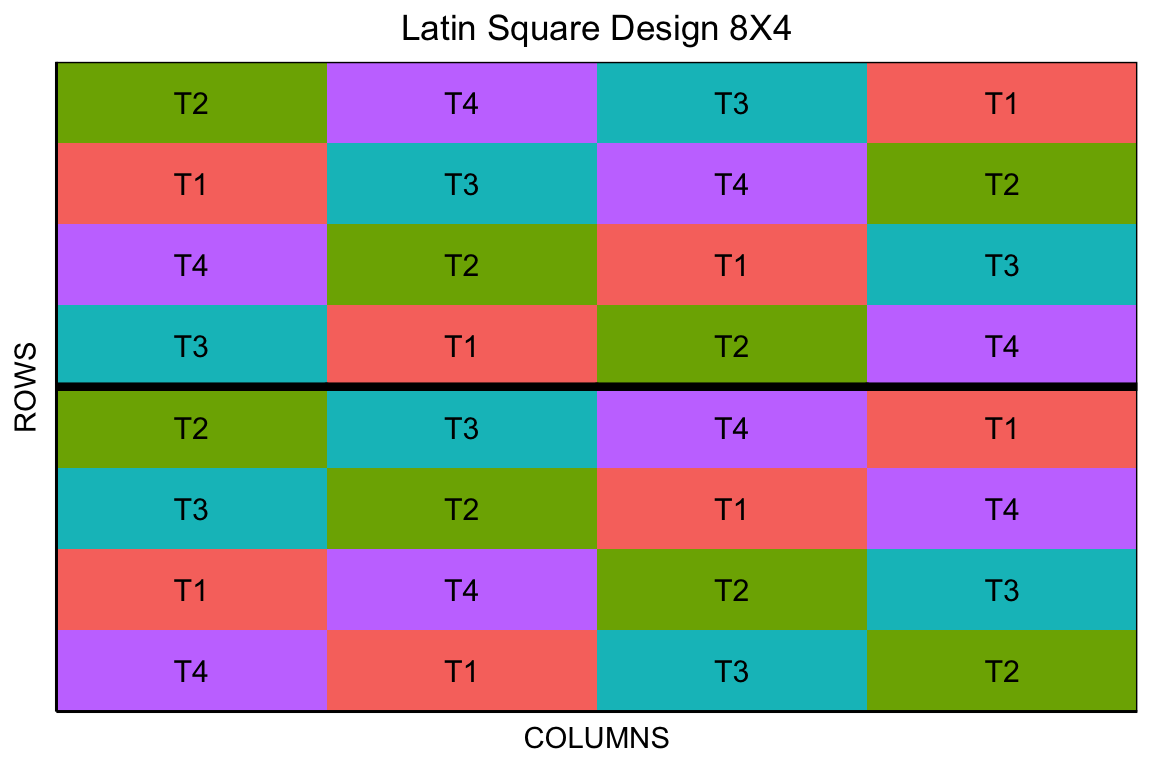 Latin Square Design 8X4
T2 T4 T3 T1
T1 T3 T4 T2
T4 T2 T1 T3
T3 T1 T2 T4
ROWS
T2 T3 T4 T1
T3 T2 T1 T4
T1 T4 T2 T3
T4 T1 T3 T2
COLUMNS